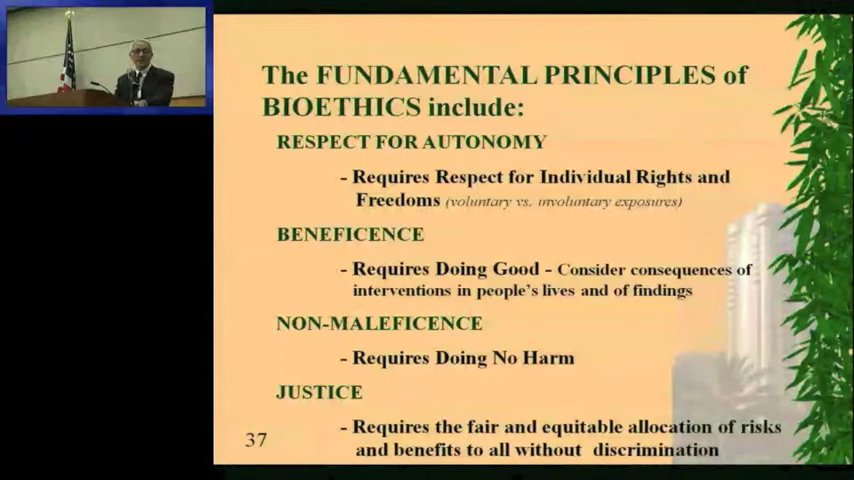 The FUNDAMENTAL PRINCIPLES of
BIOETHICS include:
RESPECT FOR AUTONOMY
- Requires Respect for Individual Rights and
Freedoms (voluntary vs. involuntary exposures)
BENEFICENCE
- Requires Doing Good - Consider consequences of
interventions in people's lives and of findings
NON-MALEFICENCE
- Requires Doing No Harm
JUSTICE
- Requires the fair and equitable allocation of risks
and benefits to all without discrimination
37